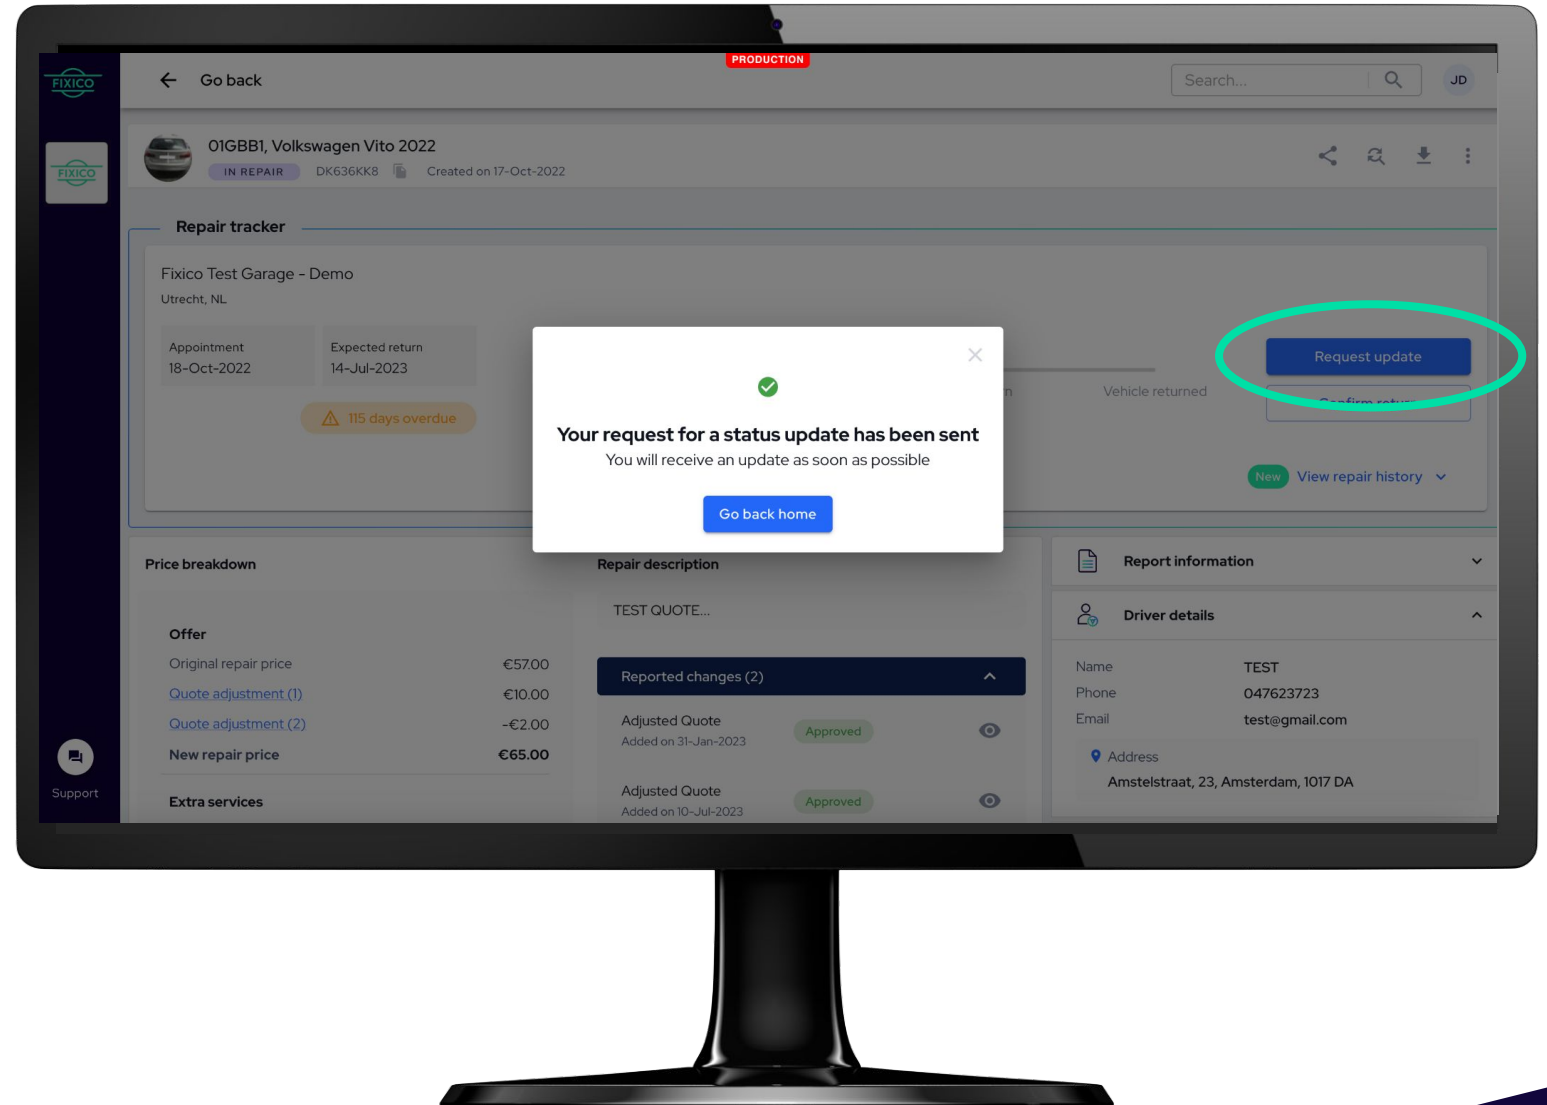 PRODUCTION
FIXICO
Go back
Search...
JD
FIXICO
01GBB1, Volkswagen Vito 2022
IN REPAIR DK636KK8 Created on 17-Oct-2022
Repair tracker
Fixico Test Garage - Demo
Utrecht, NL
Appointment
18-Oct-2022
Expected return
14-Jul-2023
115 days overdue
Vehicle returned
Request update
New View repair history
Your request for a status update has been sent
You will receive an update as soon as possible
Go back home
Price breakdown
Offer
Original repair price €57.00
Quote adjustment (1) €10.00
Quote adjustment (2) -€2.00
New repair price €65.00
Extra services
Repair description
TEST QUOTE...
Reported changes (2)
Adjusted Quote
Added on 31-Jan-2023
Approved
Adjusted Quote
Added on 10-Jul-2023
Approved
Report information
Driver details
Name TEST
Phone 047623723
Email test@gmail.com
Address
Amstelstraat, 23, Amsterdam, 1017 DA
Support